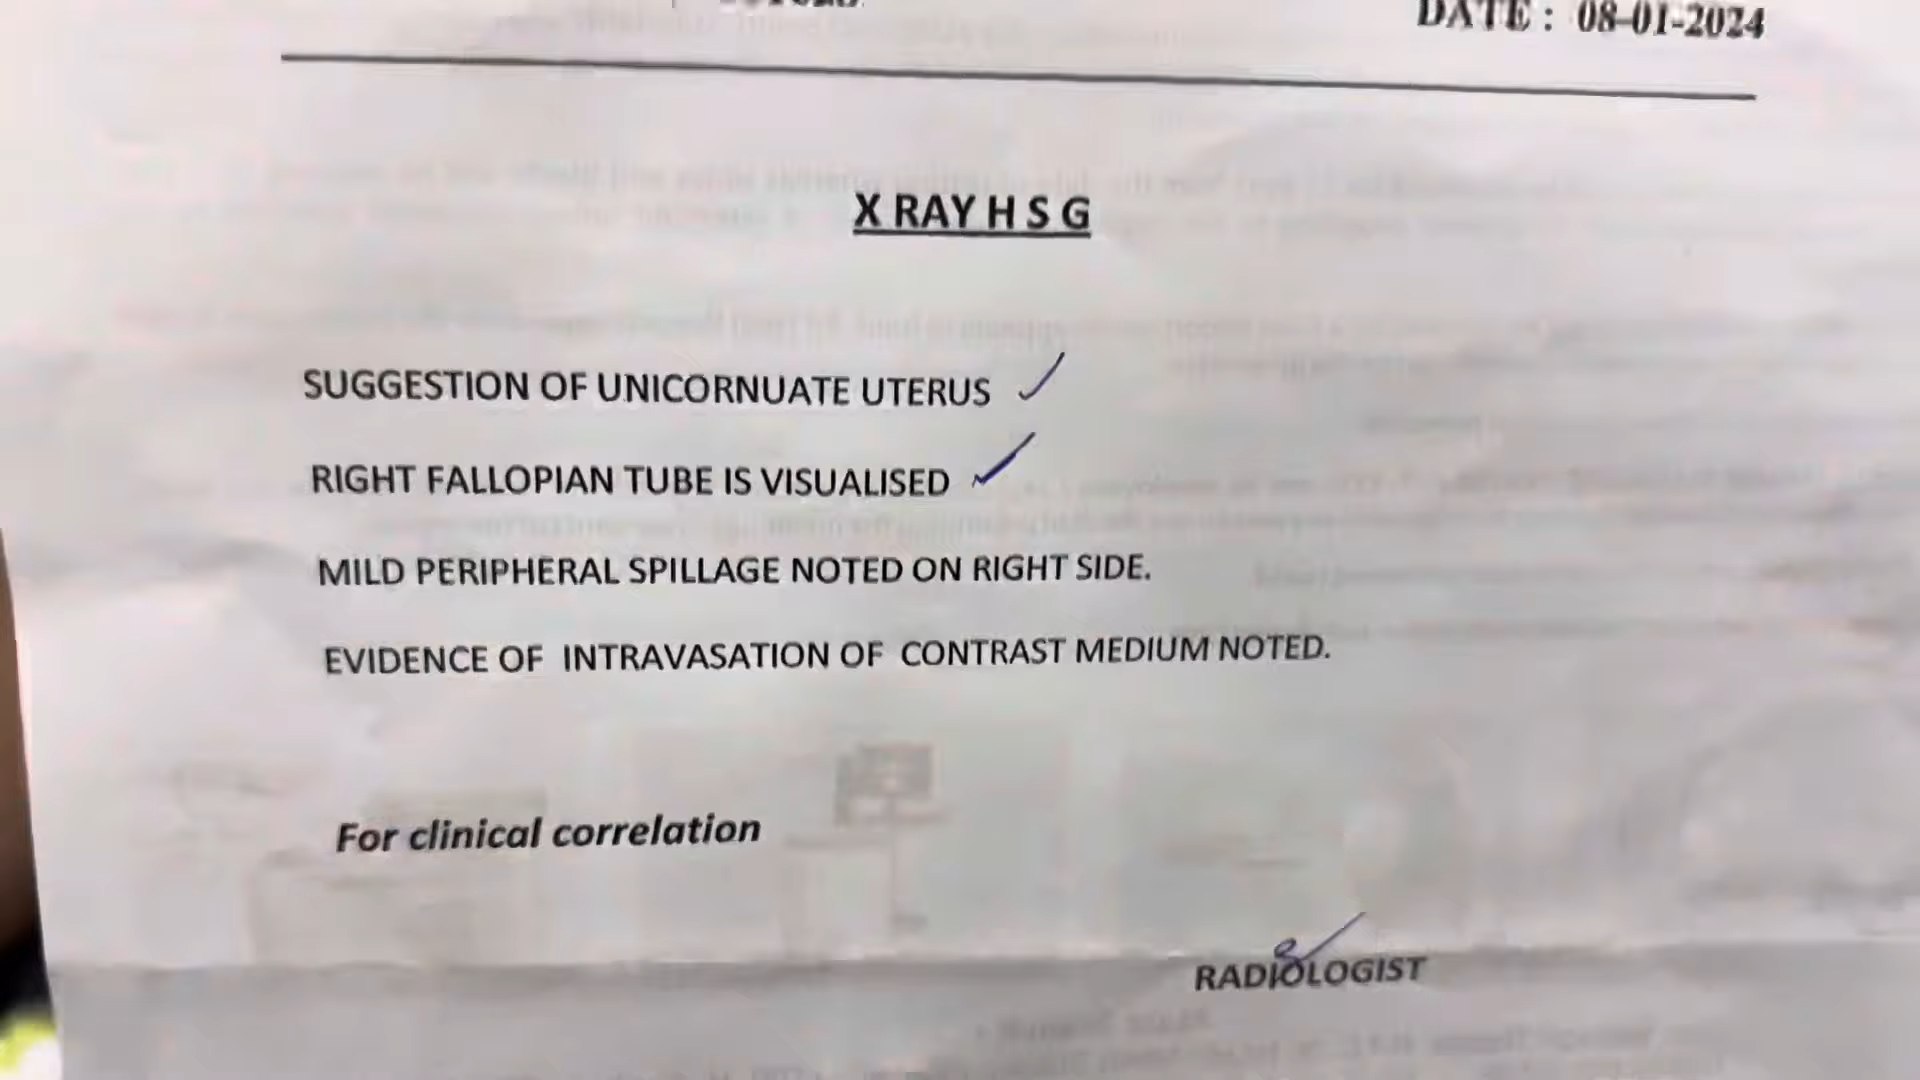 DATE : 08-01-2024
X RAY H S G
SUGGESTION OF UNICORNUATE UTERUS
RIGHT FALLOPIAN TUBE IS VISUALISED
MILD PERIPHERAL SPILLAGE NOTED ON RIGHT SIDE.
EVIDENCE OF INTRAVASATION OF CONTRAST MEDIUM NOTED.
For clinical correlation
RADIOLOGIST